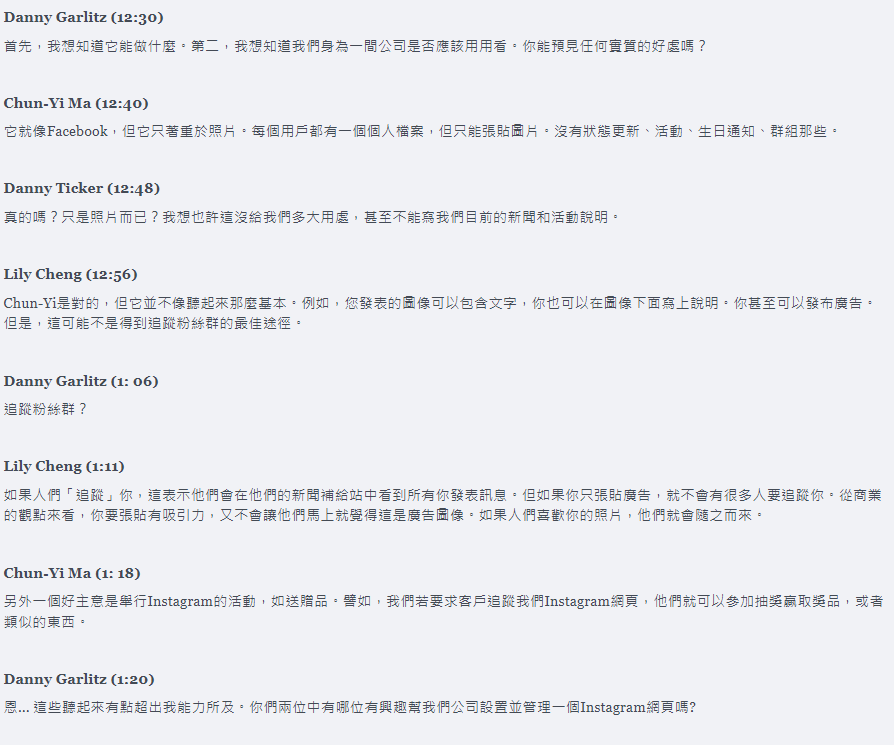 Danny Garlitz (12:30)
首先，我想知道它能做什麼。第二，我想知道我們身為一間公司是否應該用用看。你能預見任何實質的好處嗎？
Chun-Yi Ma (12:40)
它就像Facebook，但它只著重於照片。每個用戶都有一個個人檔案，但只能張貼圖片。沒有狀態更新、活動、生日通知、群組那些。
Danny Ticker (12:48)
真的嗎？只是照片而已？我想也許這沒給我們多大用處，甚至不能寫我們目前的新聞和活動說明。
Lily Cheng (12:56)
Chun-Yi是對的，但它並不像聽起來那麼基本。例如，您發表的圖像可以包含文字，你也可以在圖像下面寫上說明。你甚至可以發布廣告。
但是，這可能不是得到追蹤粉絲群的最佳途徑。
Danny Garlitz (1: 06)
追蹤粉絲群？
Lily Cheng (1:11)
如果人們「追蹤」你，這表示他們會在他們的新聞補給站中看到所有你發表訊息。但如果你只張貼廣告，就不會有很多人要追蹤你。從商業
的觀點來看，你要張貼有吸引力，又不會讓他們馬上就覺得這是廣告圖像。如果人們喜歡你的照片，他們就會隨之而來。
Chun-Yi Ma (1: 18)
另外一個好主意是舉行Instagram的活動，如送贈品。譬如，我們若要求客戶追蹤我們Instagram網頁，他們就可以參加抽獎贏取獎品，或者
類似的東西。
Danny Garlitz (1:20)
恩... 這些聽起來有點超出我能力所及。你們兩位中有哪位有興趣幫我們公司設置並管理一個Instagram網頁嗎?